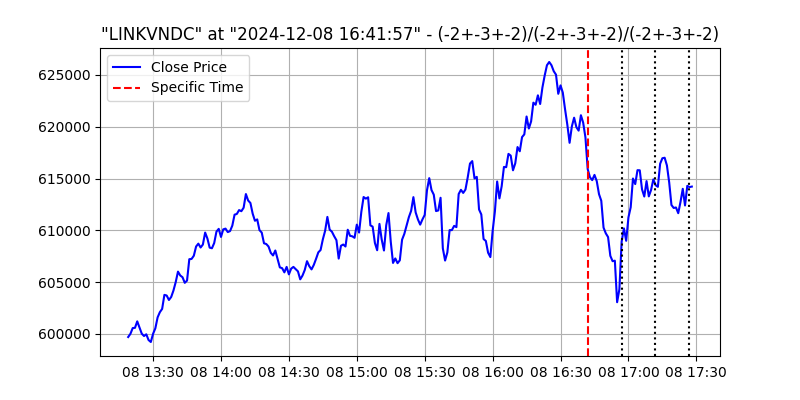 "LINKVNDC" at "2024-12-08 16:41:57" - (-2+-3+-2)/(-2+-3+-2)/(-2+-3+-2)
Close Price
Specific Time
625000
620000
615000
610000
605000
600000
08 13:30 08 14:00 08 14:30 08 15:00 08 15:30 08 16:00 08 16:30 08 17:00 08 17:30